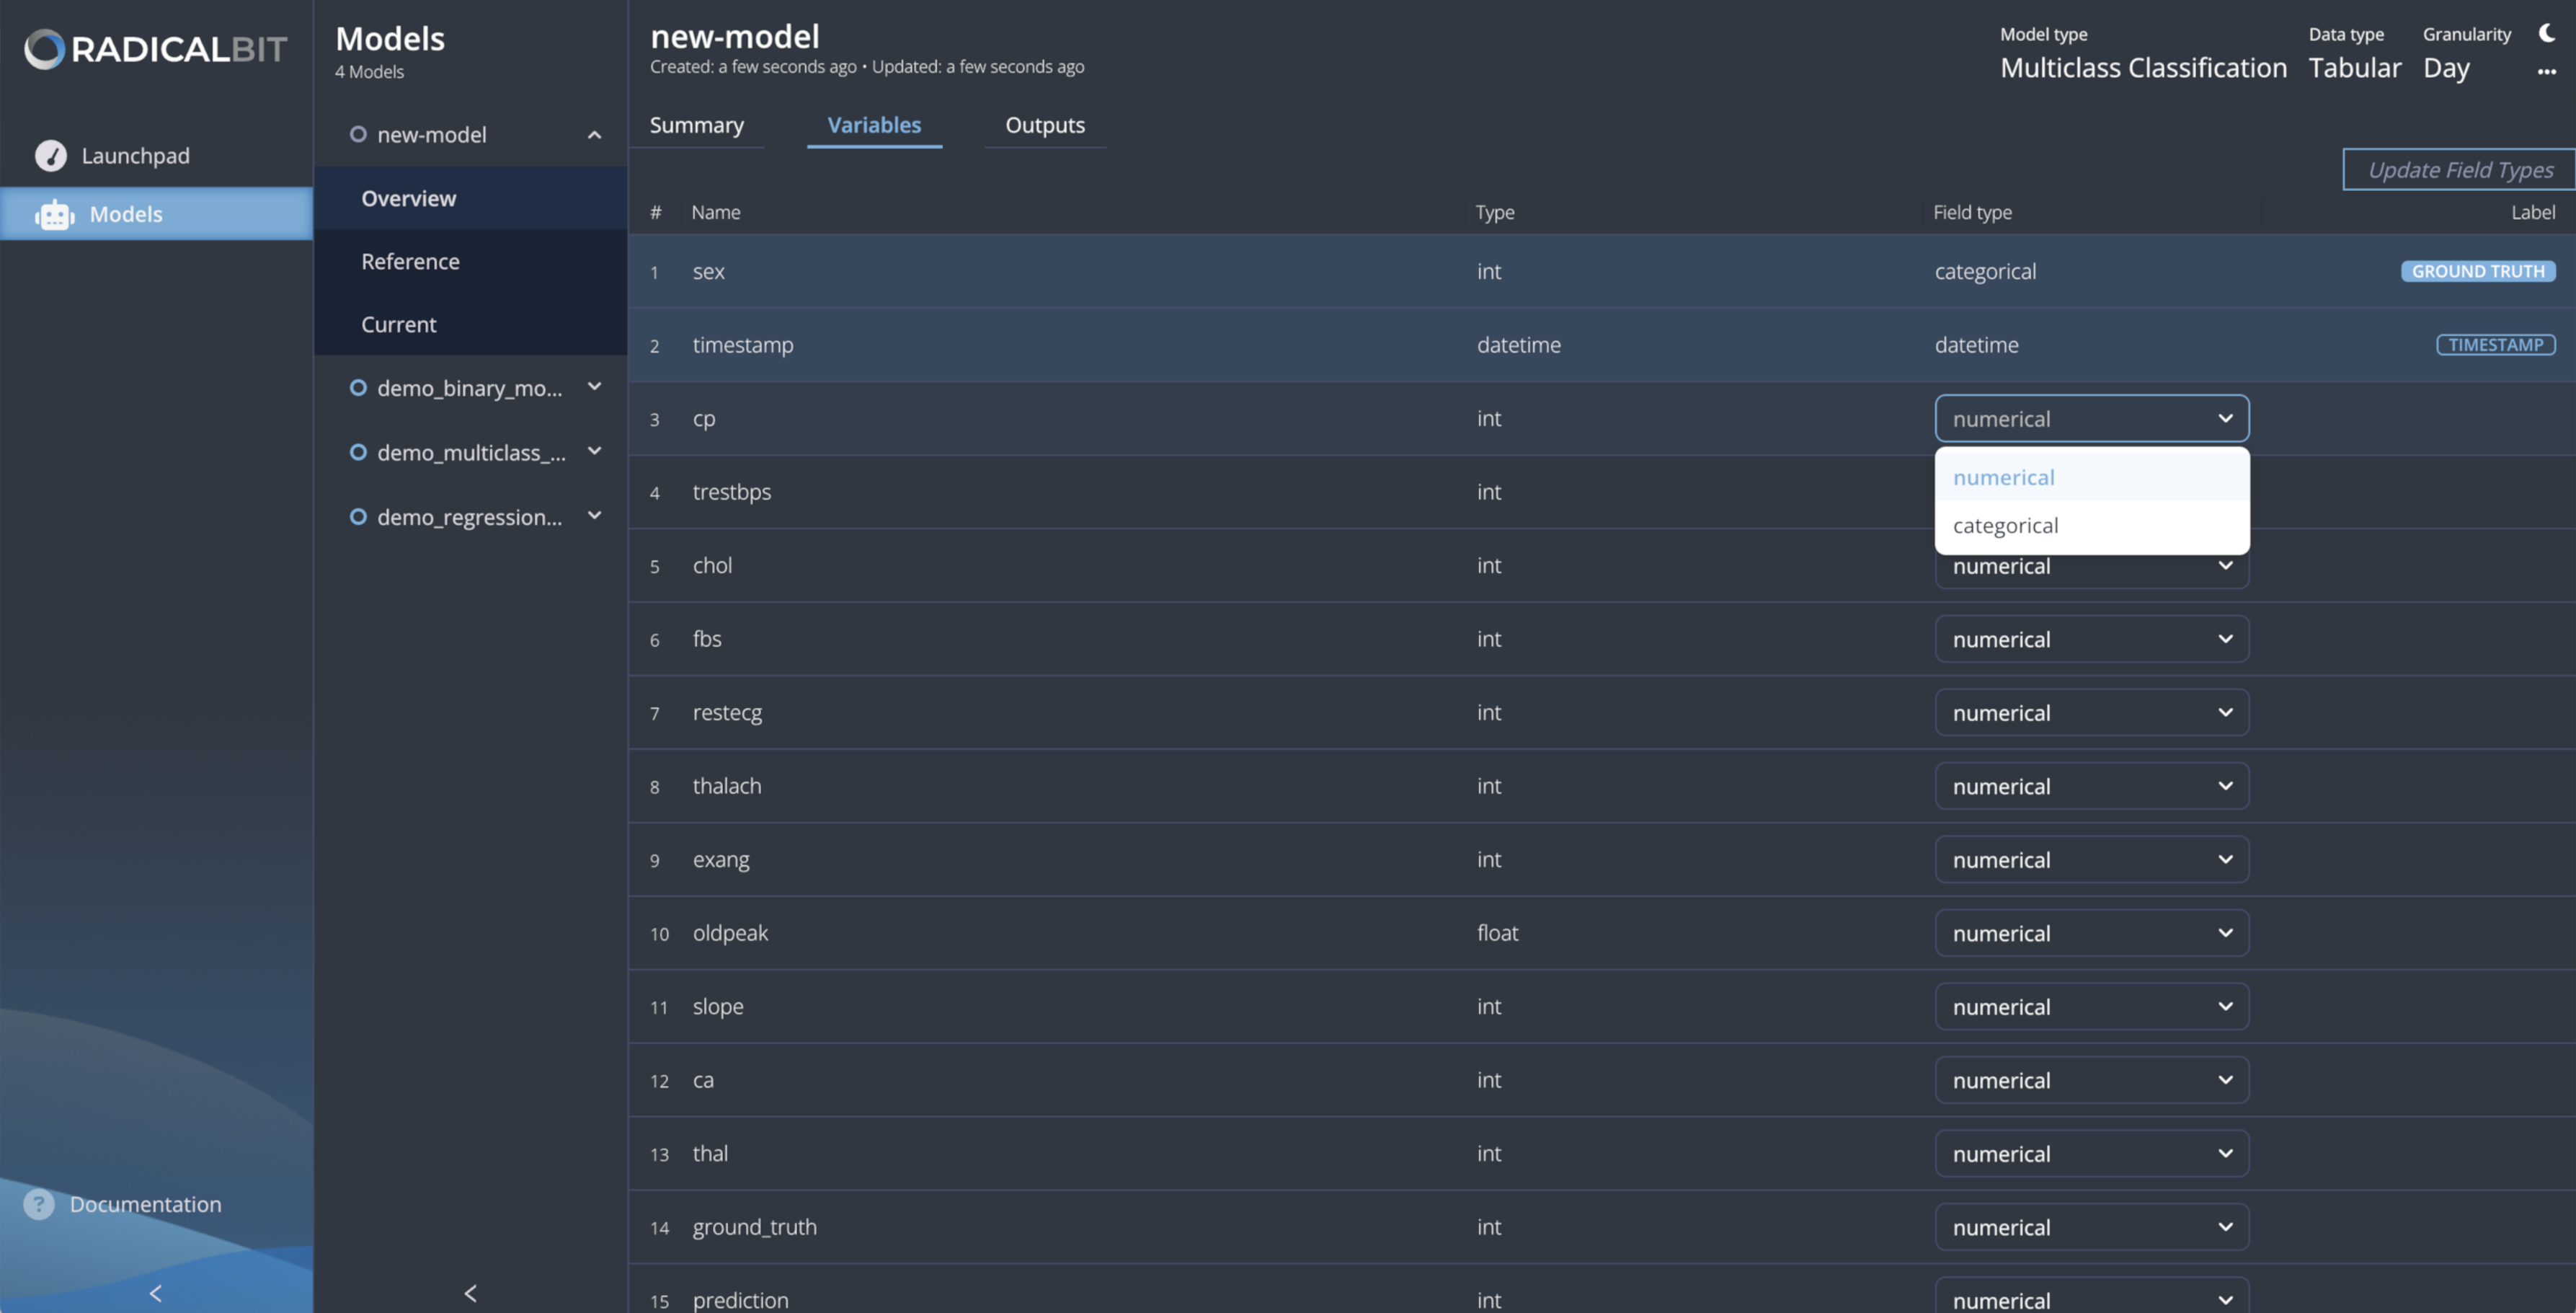 RADICALBIT
Launchpad
Models
Documentation
Models
4 Models
new-model
Overview
Reference
Current
demo_binary_mo...
demo_multiclass_...
demo_regression...
new-model
Created: a few seconds ago • Updated: a few seconds ago
Model type
Multiclass Classification
Data type
Tabular
Granularity
Day
Summary Variables Outputs
Update Field Types
# Name Type Field type Label
1 sex int categorical GROUND TRUTH
2 timestamp datetime datetime TIMESTAMP
3 cp int numerical
numerical
categorical
4 trestbps int
5 chol int numerical
6 fbs int numerical
7 restecg int numerical
8 thalach int numerical
9 exang int numerical
10 oldpeak float numerical
11 slope int numerical
12 ca int numerical
13 thal int numerical
14 ground_truth int numerical
15 prediction int numerical